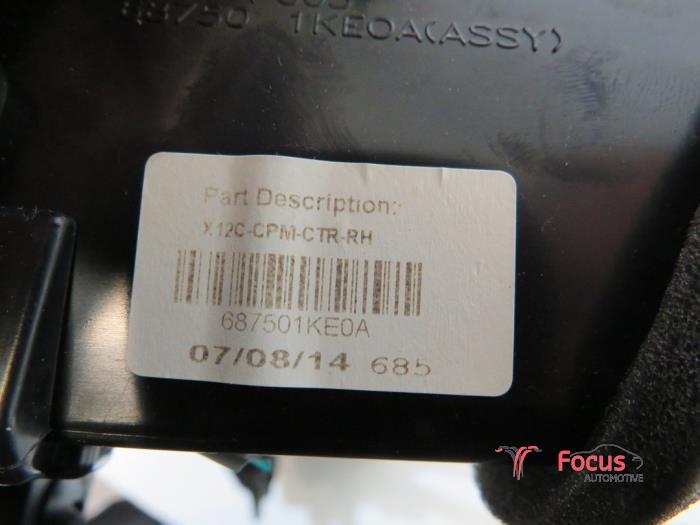 68750 1KE0A(ASSY)
Part Description:
X12C-CPM-CTR-RH
687501KE0A
07/08/14 685
Focus
AUTOMOTIVE